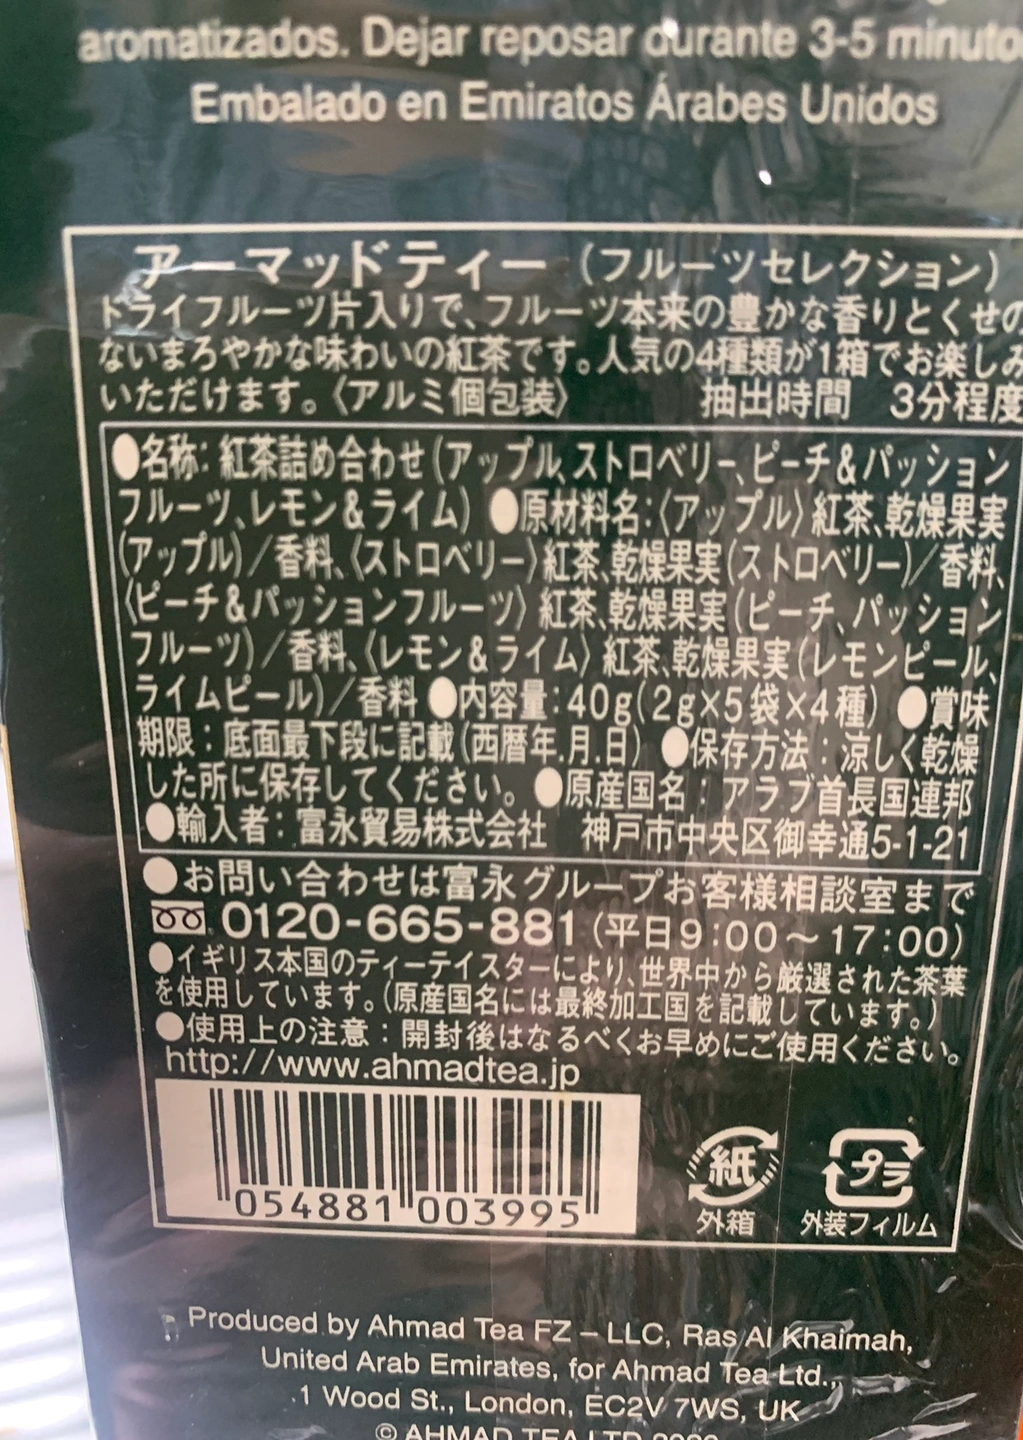 aromatizados. Dejar reposar durante 3-5 minuto
Embalado en Emiratos Árabes Unidos
アーマッドティー（フルーツセレクション）
ドライフルーツ片入りで、フルーツ本来の豊かな香りとくせの
ないまろやかな味わいの紅茶です。人気の4種類が1箱でお楽しみ
いただけます。〈アルミ個包装〉 抽出時間 3分程度
●名称：紅茶詰め合わせ（アップル、ストロベリー、ピーチ＆パッション
フルーツ、レモン＆ライム）●原材料名：〈アップル〉紅茶、乾燥果実
（アップル）／香料、〈ストロベリー〉紅茶、乾燥果実（ストロベリー）／香料、
〈ピーチ＆パッションフルーツ〉紅茶、乾燥果実（ピーチ、パッション
フルーツ）／香料、〈レモン＆ライム〉紅茶、乾燥果実（レモンピール、
ライムピール）／香料●内容量：40g（2g×5袋×4種）●賞味
期限：底面最下段に記載（西暦年.月.日）●保存方法：涼しく乾燥
した所に保存してください。●原産国名：アラブ首長国連邦
●輸入者：富永貿易株式会社 神戸市中央区御幸通5-1-21
●お問い合わせは富永グループお客様相談室まで
0120-665-881（平日9：00～17：00）
●イギリス本国のティーテイスターにより、世界中から厳選された茶葉
を使用しています。（原産国名には最終加工国を記載しています。）
●使用上の注意：開封後はなるべくお早めにご使用ください。
http://www.ahmadtea.jp
054881 003995
紙 プラ
外箱 外装フィルム
Produced by Ahmad Tea FZ – LLC, Ras Al Khaimah,
United Arab Emirates, for Ahmad Tea Ltd.,
1 Wood St., London, EC2V 7WS, UK
© AHMAD TEA LTD